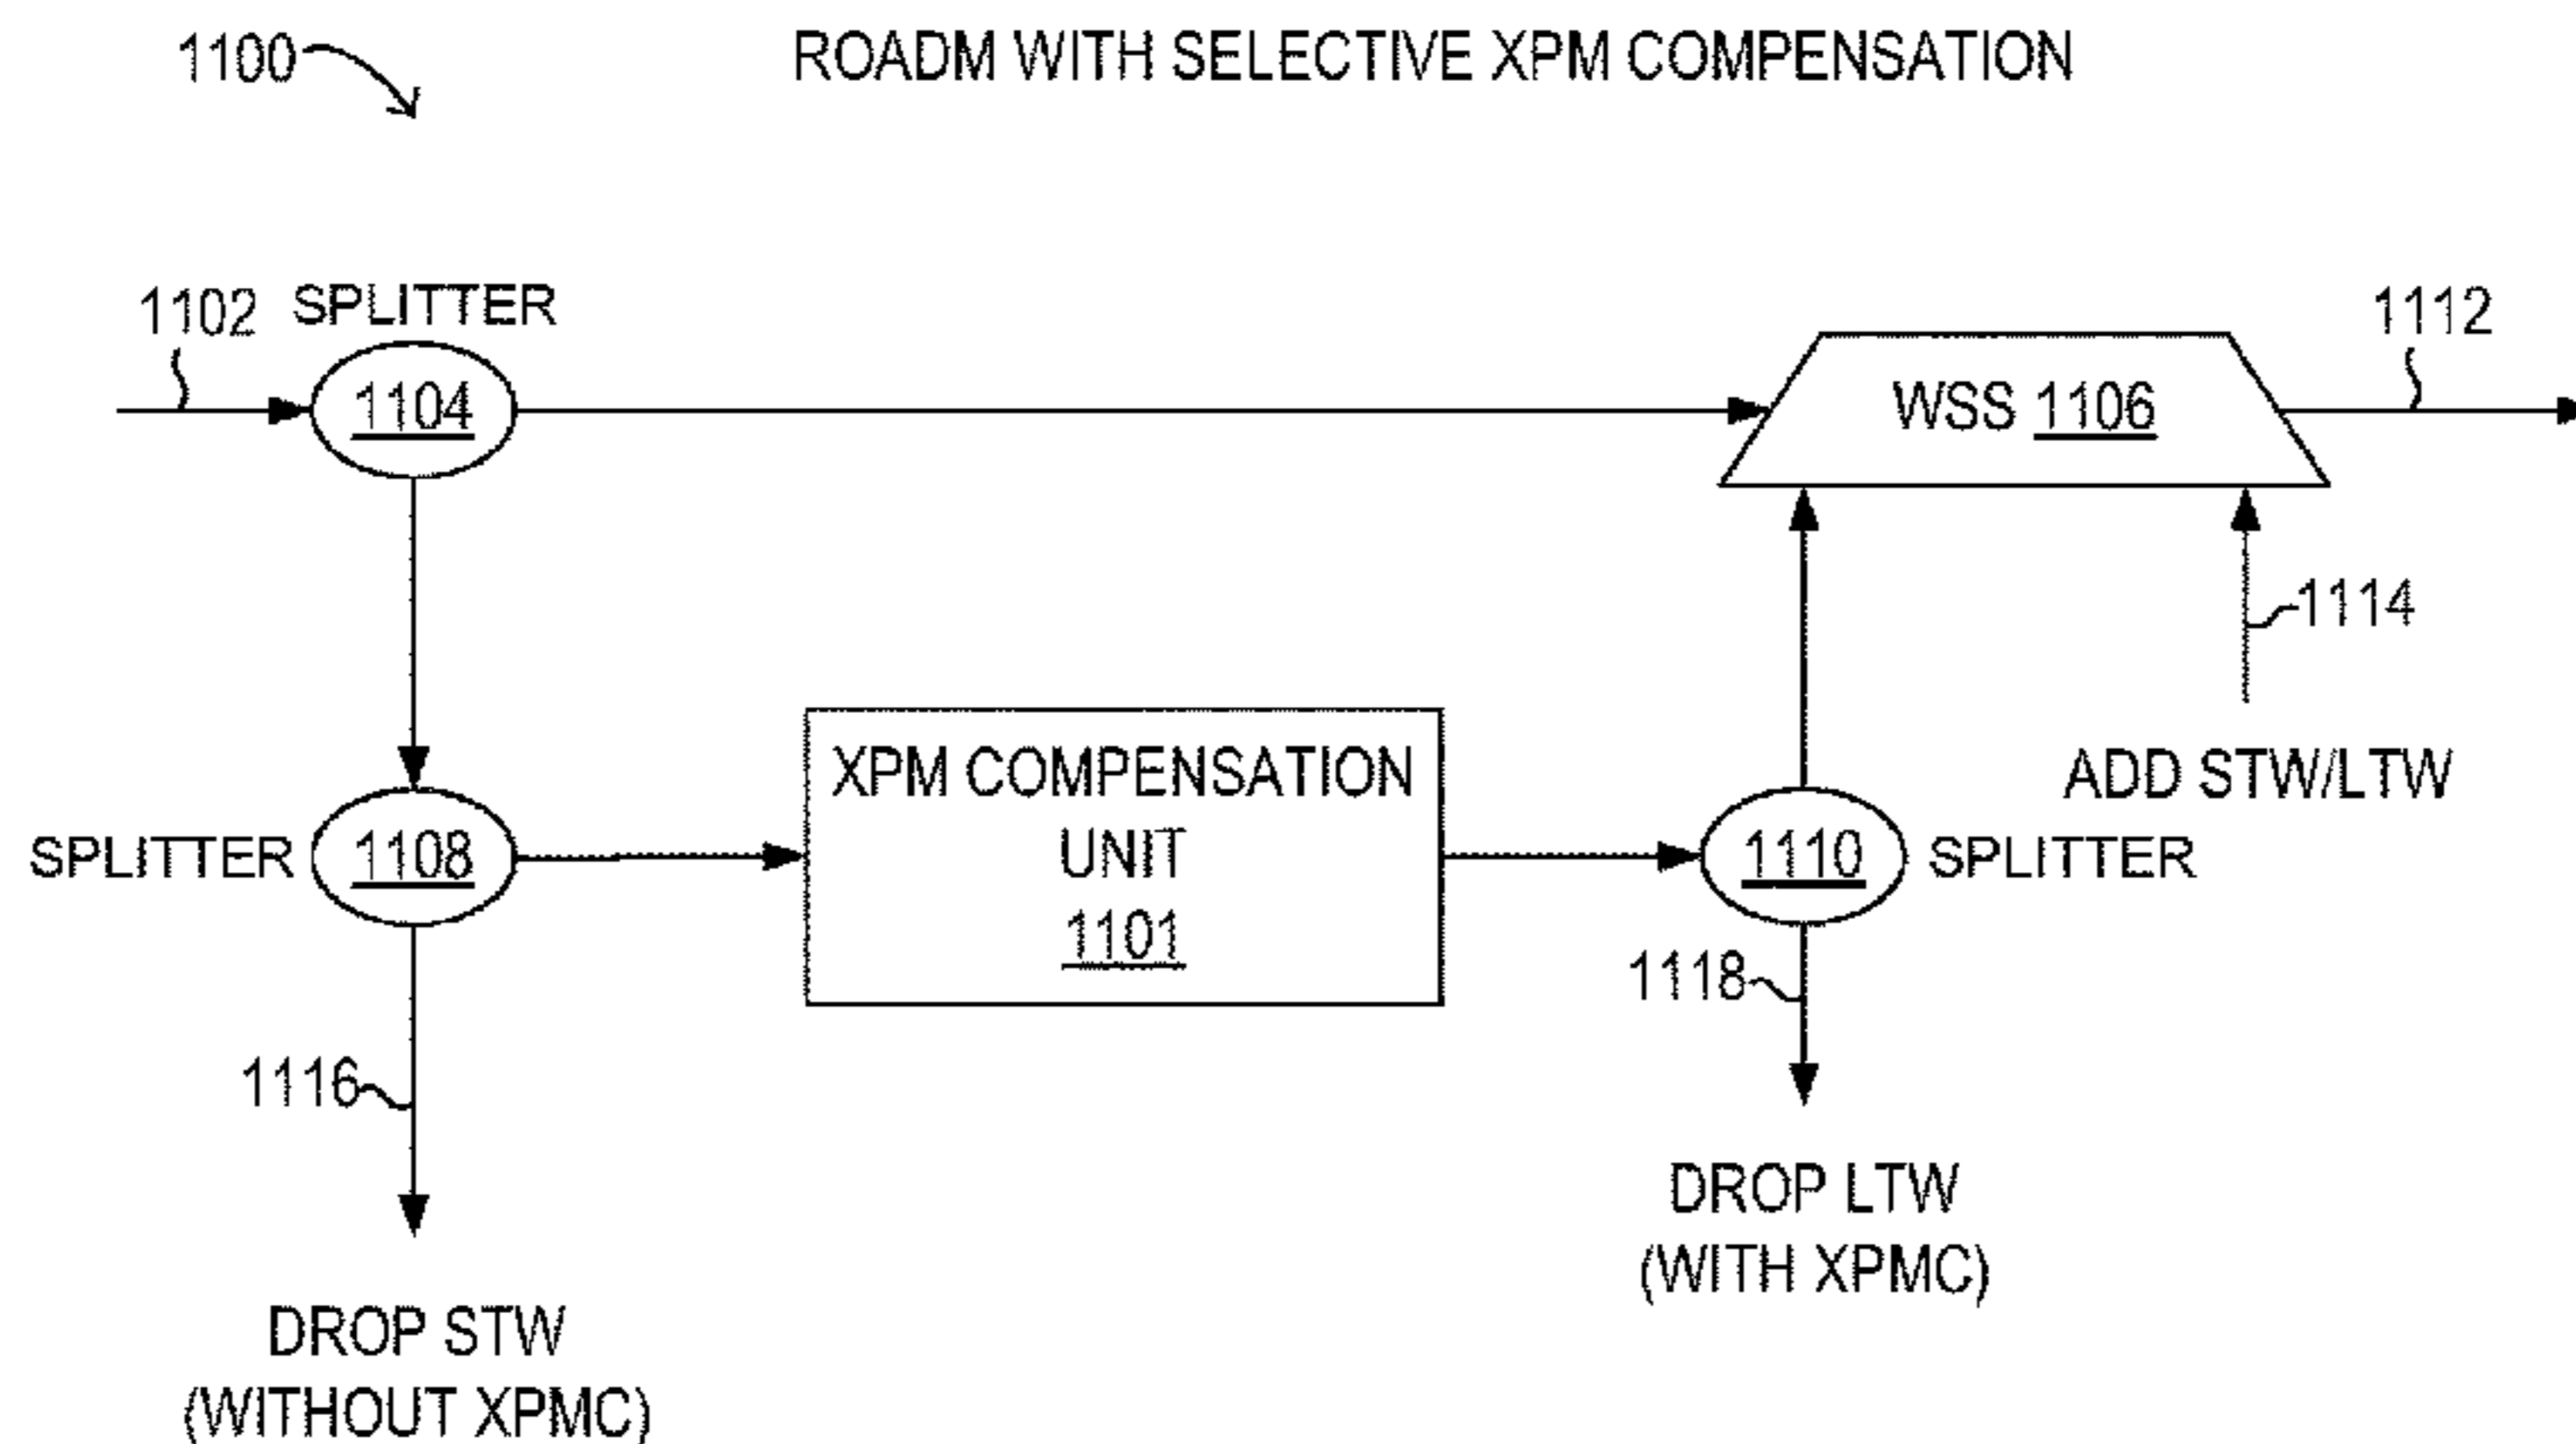 1100
ROADM WITH SELECTIVE XPM COMPENSATION
1102
SPLITTER
1112
1104
WSS 1106
1114
XPM COMPENSATION
UNIT
1101
ADD STW/LTW
SPLITTER
1108
1110
SPLITTER
1118
1116
DROP LTW
(WITH XPMC)
DROP STW
(WITHOUT XPMC)